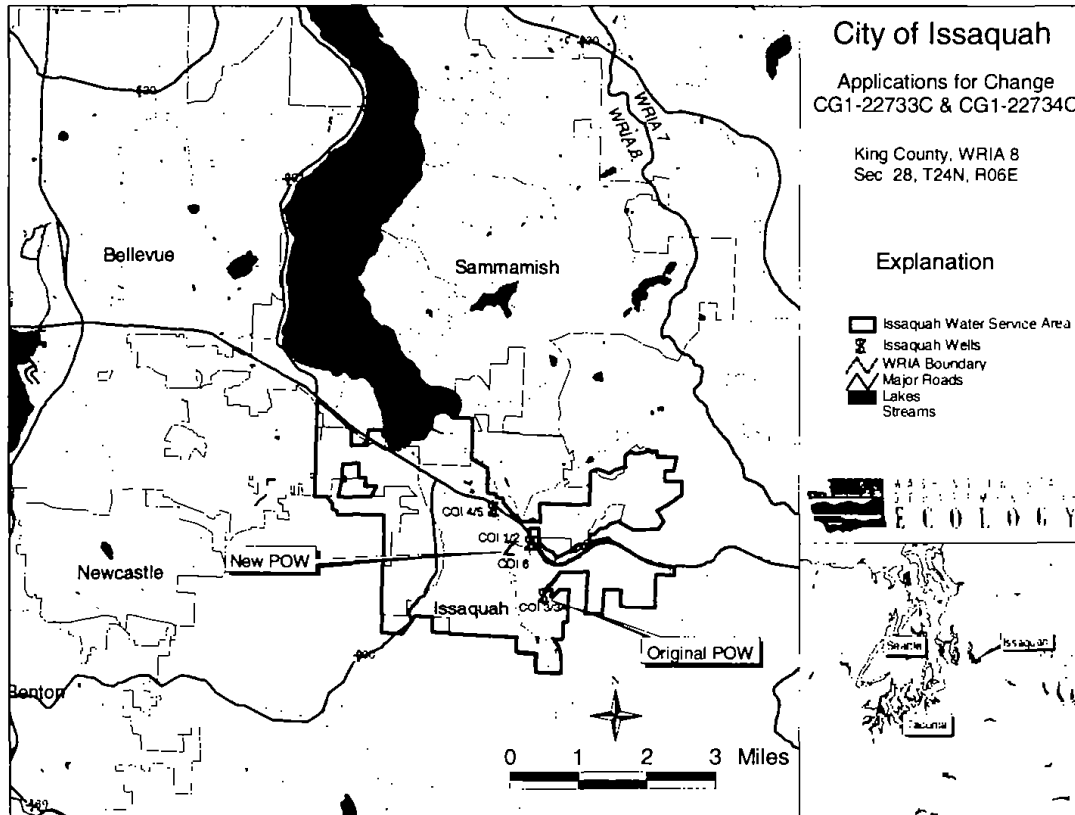 City of Issaquah
Applications for Change
CG1-22733C & CG1-22734C
King County, WRIA 8
Sec 28, T24N, R06E
Explanation
Issaquah Water Service Area
Issaquah Wells
WRIA Boundary
Major Roads
Lakes
Streams
ECOLOGY
WRIA 7
WRIA 8
Bellevue
Sammamish
COI 4/5
COI 1/2
COI 6
New POW
Newcastle
Issaquah
COI 3/3A
Original POW
Renton
0 1 2 3 Miles
Seattle
Issaquah
Tacoma